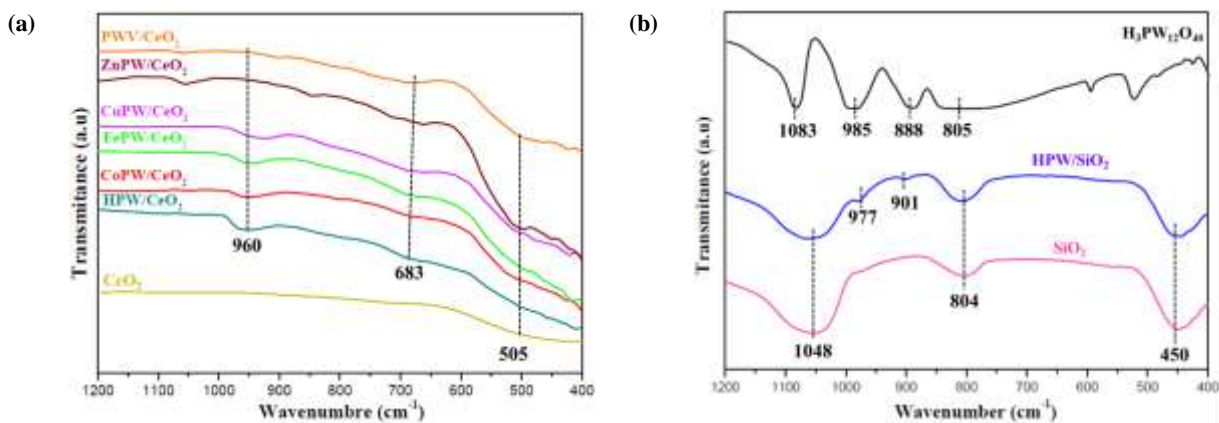 (a)
PWV/CeO2
ZnPW/CeO2
CuPW/CeO2
EePW/CeO2
CoPW/CeO2
HPW/CeO2
CeO2
960
683
505
Transmitance (a.u)
1200 1100 1000 900 800 700 600 500 400
Wavenumbre (cm-1)
(b)
H3PW12O40
1083 985 888 805
HPW/SiO2
977 901
SiO2
804
1048 450
Transmitance (a.u)
1200 1100 1000 900 800 700 600 500 400
Wavenumber (cm-1)